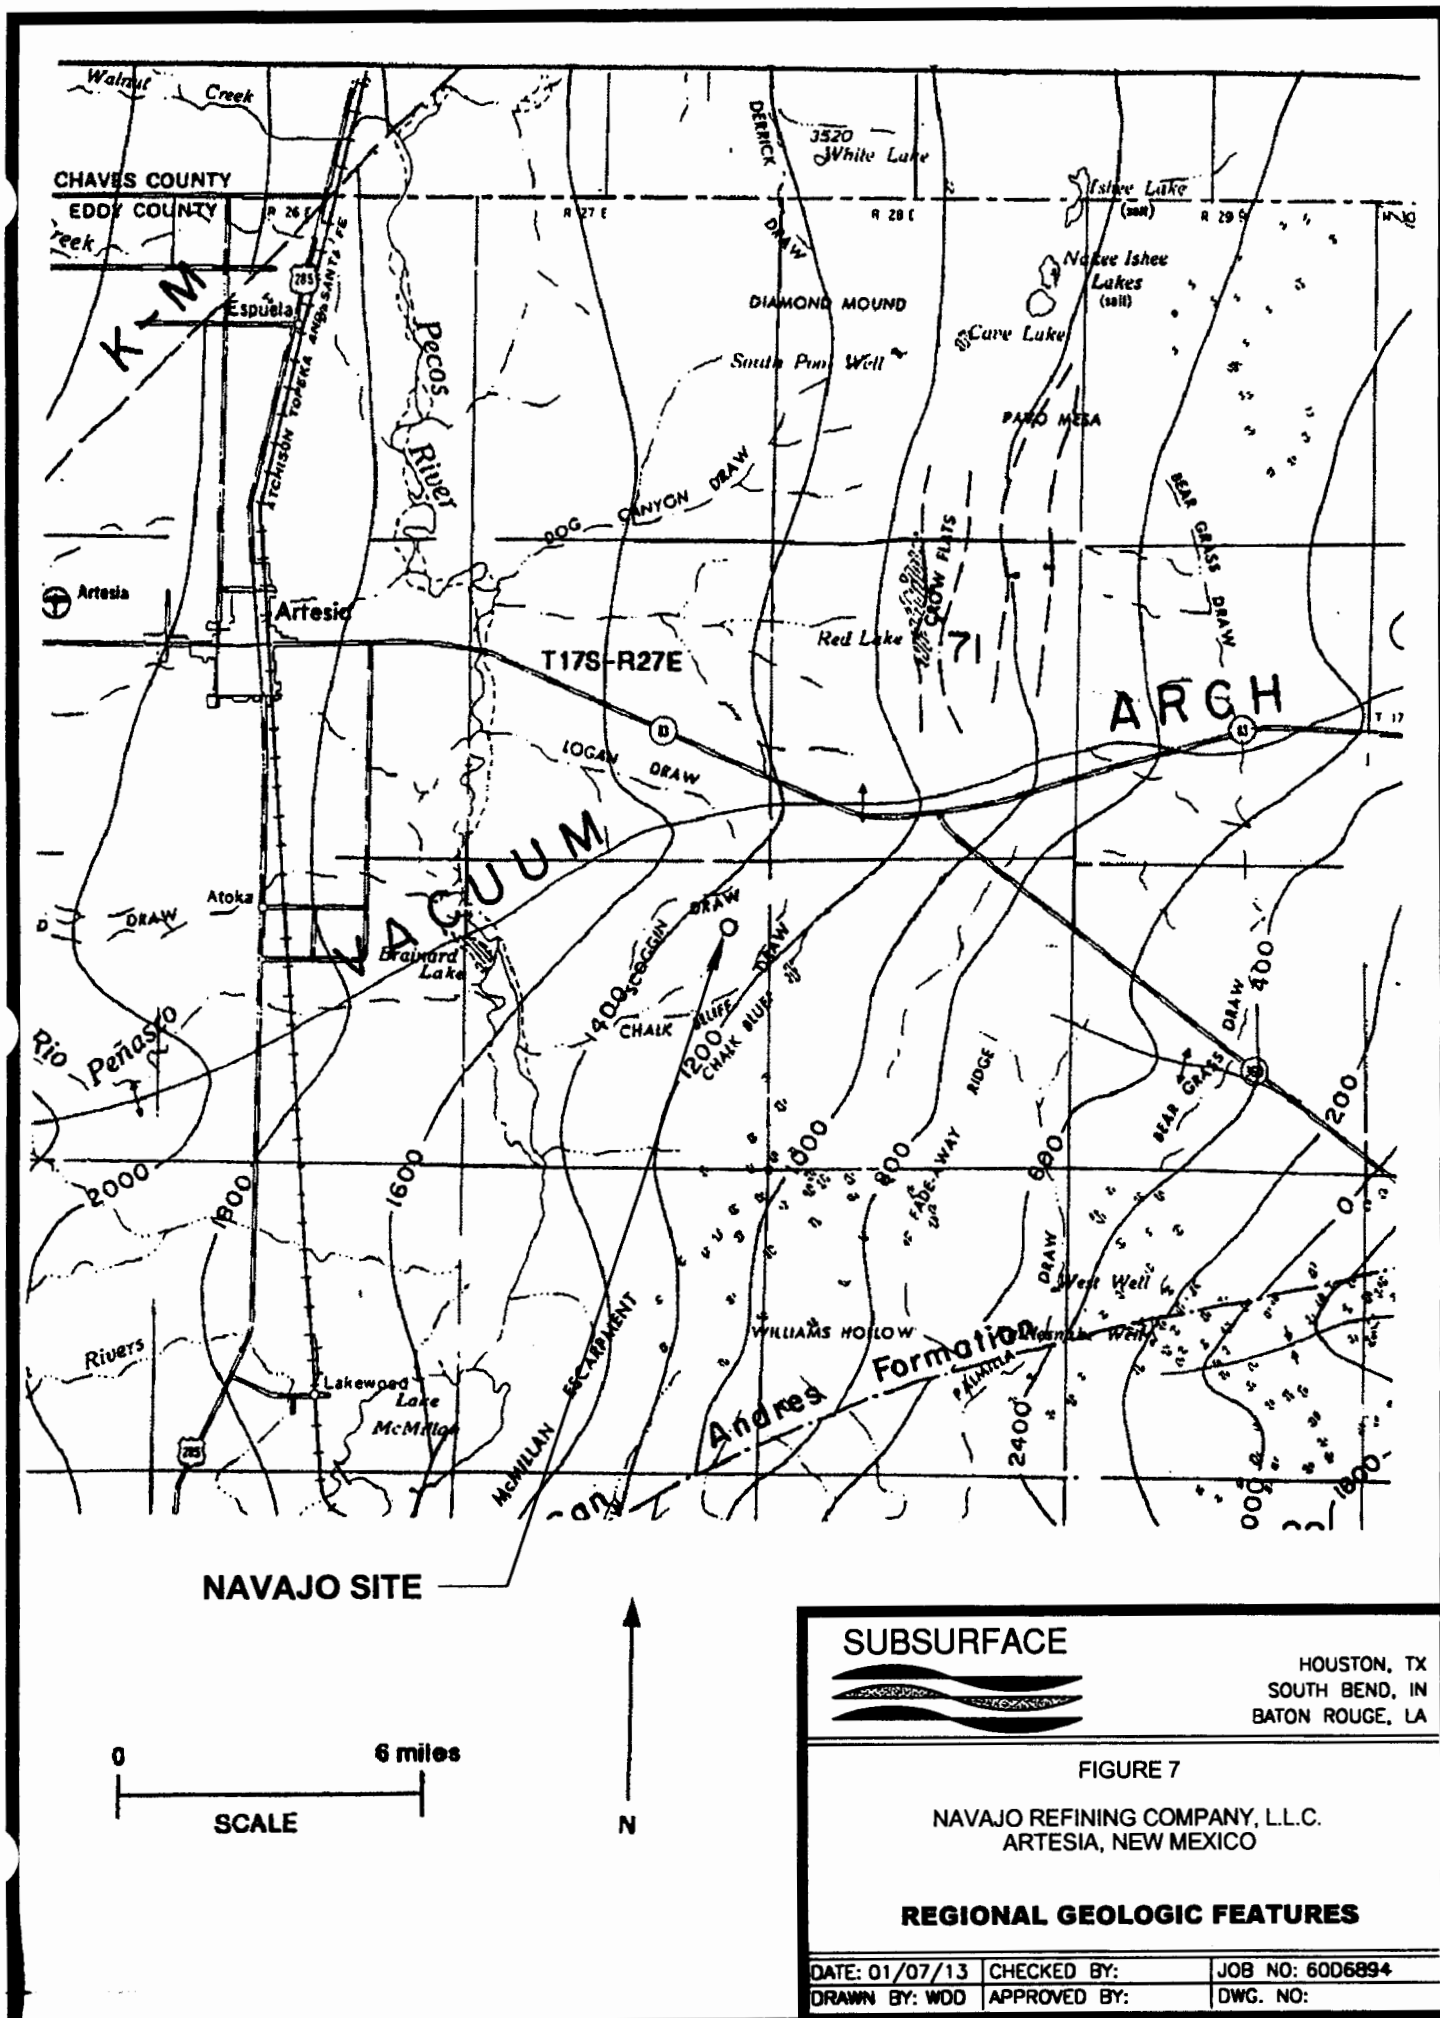 Walnut Creek
CHAVES COUNTY
EDDY COUNTY
reek
R 26 E
R 27 E
R 28 E
R 29 E
DERRICK
DRAW
3520
White Lake
Ishee Lake
(salt)
Nakee Ishee
Lakes
(salt)
DIAMOND MOUND
Cave Lake
K-M
285
Espuela
ATCHISON TOPEKA AND SANTA FE
Pecos
River
South Well
MESA
DOG CANYON DRAW
BEAR GRASS DRAW
CROW FLATS
Artesia
Artesia
Red Lake
71
T17S-R27E
83
ARCH
83
T 17
LOGAN DRAW
VACUUM
Atoka
DRAW
D
Brainard
Lake
SCOGGIN DRAW
DRAW
1400
CHALK BLUFF
CHALK BLUFF
1200
RIDGE
DRAW
400
BEAR GRASS
200
Rio Peñasco
2000
1800
1600
1000
800
FADE-AWAY
600
0
DRAW
West Well
WILLIAMS HOLLOW
Well
Formation
Andres
an
McMILLAN ESCARPMENT
Rivers
Lakewood
Lake
McMillan
285
2400
000
1800
NAVAJO SITE
0 6 miles
SCALE
N
SUBSURFACE
HOUSTON, TX
SOUTH BEND, IN
BATON ROUGE, LA
FIGURE 7
NAVAJO REFINING COMPANY, L.L.C.
ARTESIA, NEW MEXICO
REGIONAL GEOLOGIC FEATURES
DATE: 01/07/13 CHECKED BY: JOB NO: 60D6894
DRAWN BY: WDD APPROVED BY: DWG. NO: